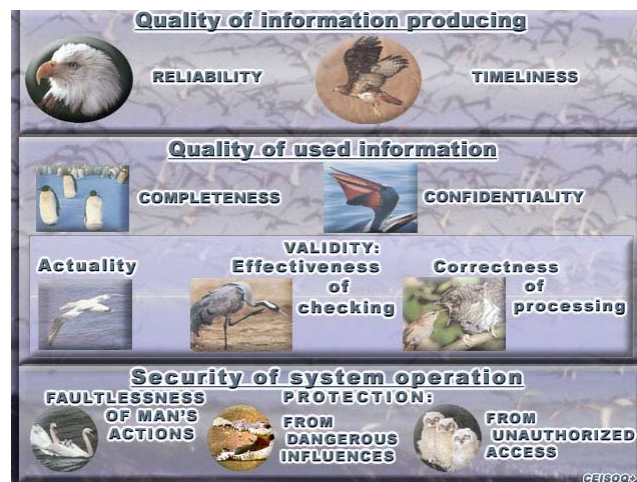 Quality of information producing
RELIABILITY
TIMELINESS
Quality of used information
COMPLETENESS
CONFIDENTIALITY
VALIDITY:
Actuality
Effectiveness
of
checking
Correctness
of
processing
Security of system operation
FAULTLESSNESS
OF MAN'S
ACTIONS
PROTECTION:
FROM
DANGEROUS
INFLUENCES
FROM
UNAUTHORIZED
ACCESS